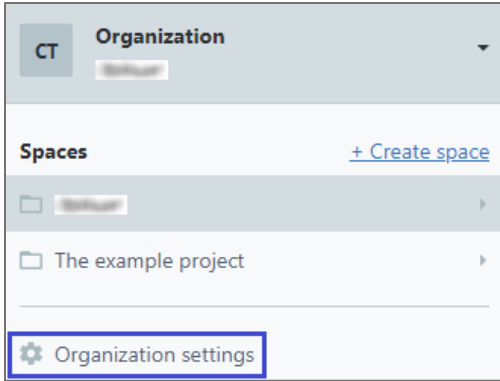 CT
Organization
Spaces
+ Create space
The example project
Organization settings